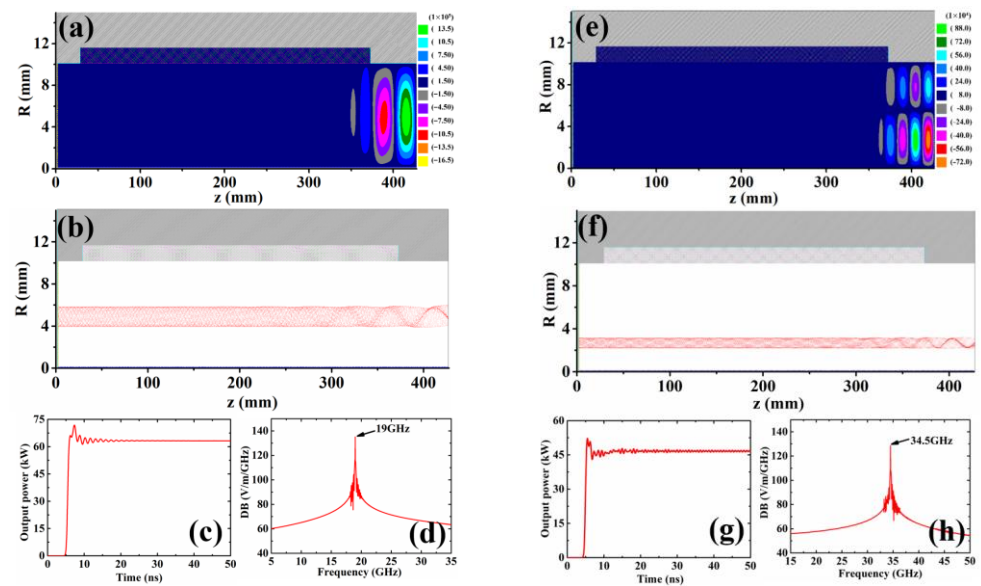 (a)
R (mm)
12
8
4
0
0 100 200 300 400
z (mm)
(1×10⁶)
( 13.5)
( 10.5)
( 7.50)
( 4.50)
( 1.50)
(−1.50)
(−4.50)
(−7.50)
(−10.5)
(−13.5)
(−16.5)
(e)
R (mm)
12
8
4
0
0 100 200 300 400
z (mm)
(1×10⁴)
( 88.0)
( 72.0)
( 56.0)
( 40.0)
( 24.0)
( 8.0)
( -8.0)
(-24.0)
(-40.0)
(-56.0)
(-72.0)
(b)
R (mm)
12
8
4
0
0 100 200 300 400
z (mm)
(f)
R (mm)
12
8
4
0
0 100 200 300 400
z (mm)
Output power (kW)
75
60
45
30
15
0
0 10 20 30 40 50
Time (ns)
(c)
DB (V/m/GHz)
140
120
100
80
60
40
5 10 15 20 25 30 35
Frequency (GHz)
19GHz
(d)
Output power (kW)
60
45
30
15
0
0 10 20 30 40 50
Time (ns)
(g)
DB (V/m/GHz)
140
120
100
80
60
40
15 20 25 30 35 40 45 50
Frequency (GHz)
34.5GHz
(h)